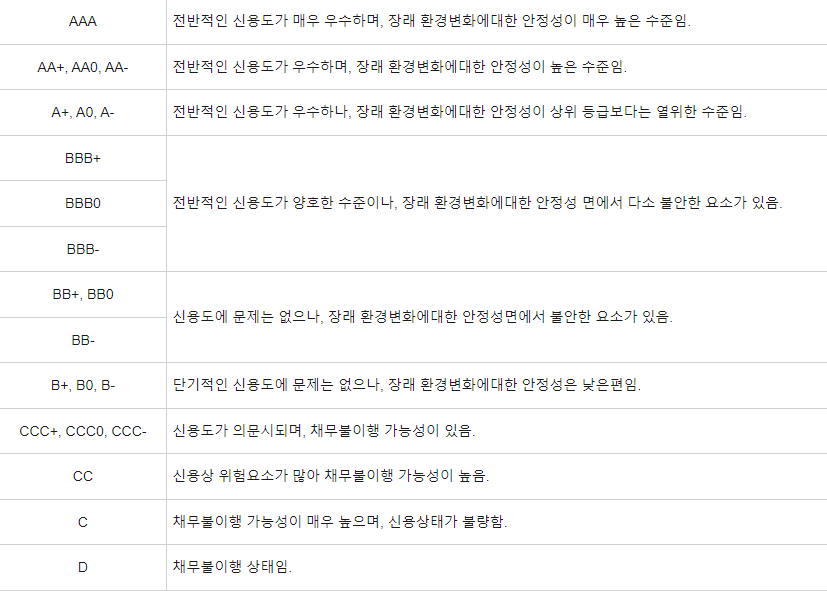 AAA 전반적인 신용도가 매우 우수하며, 장래 환경변화에대한 안정성이 매우 높은 수준임.
AA+, AA0, AA- 전반적인 신용도가 우수하며, 장래 환경변화에대한 안정성이 높은 수준임.
A+, A0, A- 전반적인 신용도가 우수하나, 장래 환경변화에대한 안정성이 상위 등급보다는 열위한 수준임.
BBB+
BBB0 전반적인 신용도가 양호한 수준이나, 장래 환경변화에대한 안정성 면에서 다소 불안한 요소가 있음.
BBB-
BB+, BB0
신용도에 문제는 없으나, 장래 환경변화에대한 안정성면에서 불안한 요소가 있음.
BB-
B+, B0, B- 단기적인 신용도에 문제는 없으나, 장래 환경변화에대한 안정성은 낮은편임.
CCC+, CCC0, CCC- 신용도가 의문시되며, 채무불이행 가능성이 있음.
CC 신용상 위험요소가 많아 채무불이행 가능성이 높음.
C 채무불이행 가능성이 매우 높으며, 신용상태가 불량함.
D 채무불이행 상태임.